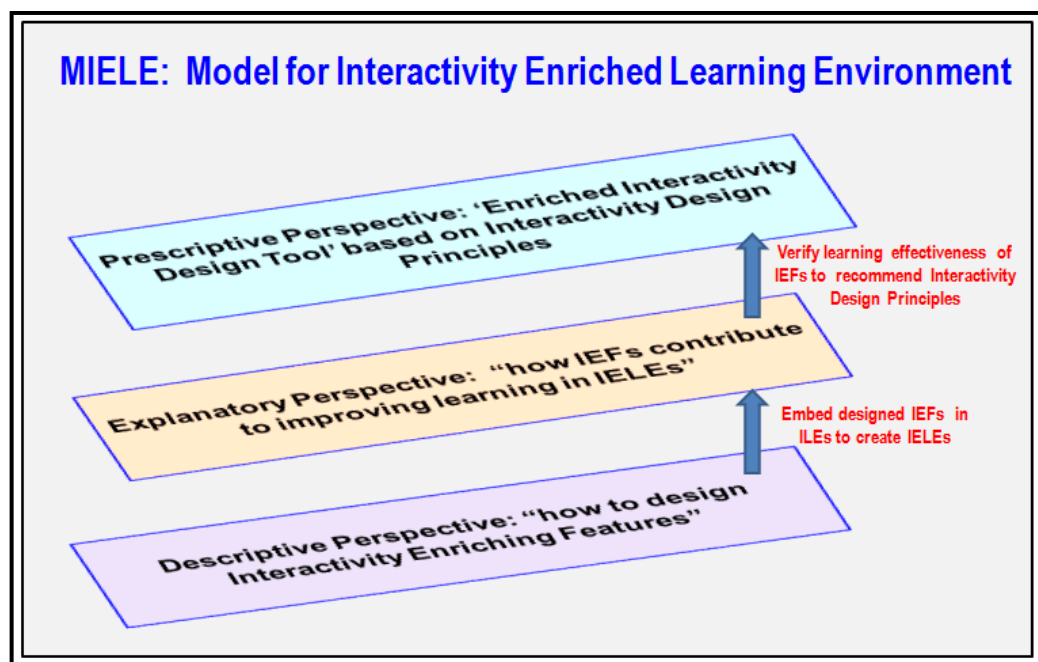 MIELE: Model for Interactivity Enriched Learning Environment
Prescriptive Perspective: ‘Enriched Interactivity
Design Tool’ based on Interactivity Design
Principles
Verify learning effectiveness of
IEFs to recommend Interactivity
Design Principles
Explanatory Perspective: “how IEFs contribute
to improving learning in IELEs”
Embed designed IEFs in
ILEs to create IELEs
Descriptive Perspective: “how to design
Interactivity Enriching Features”